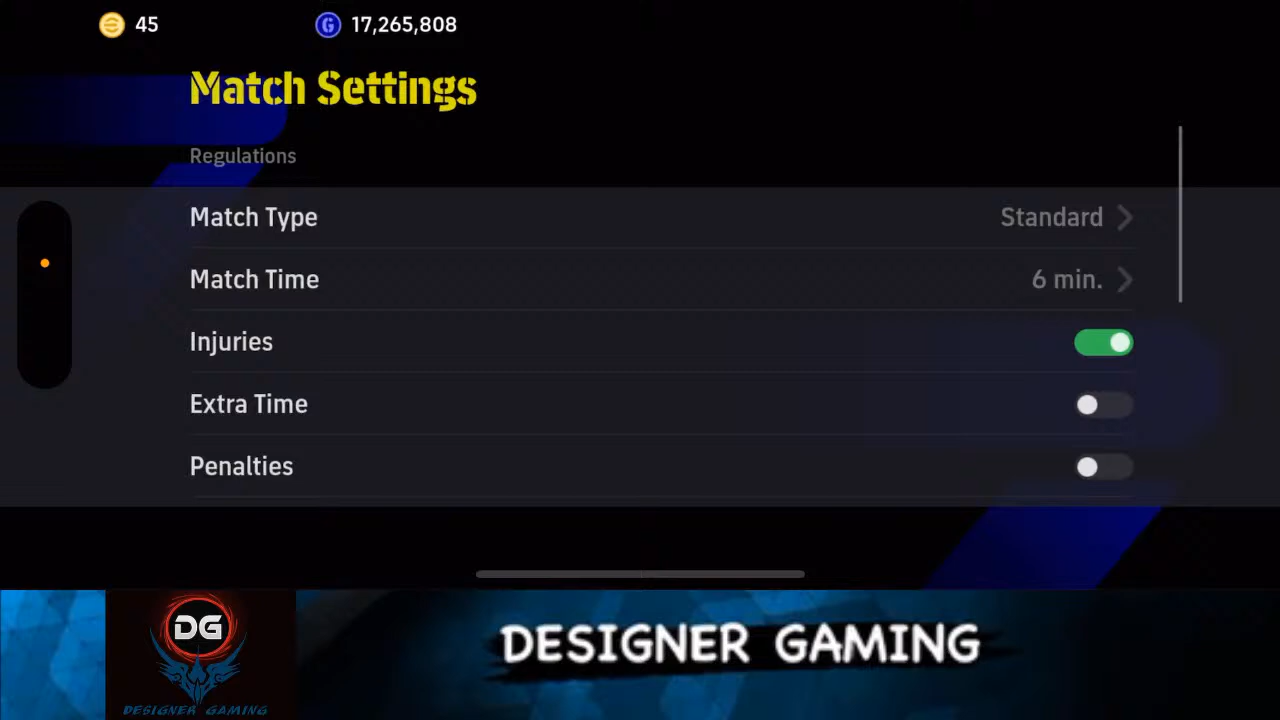 45
17,265,808
Match Settings
Regulations
Match Type Standard
Match Time 6 min.
Injuries
Extra Time
Penalties
DG
DESIGNER GAMING
DESIGNER GAMING